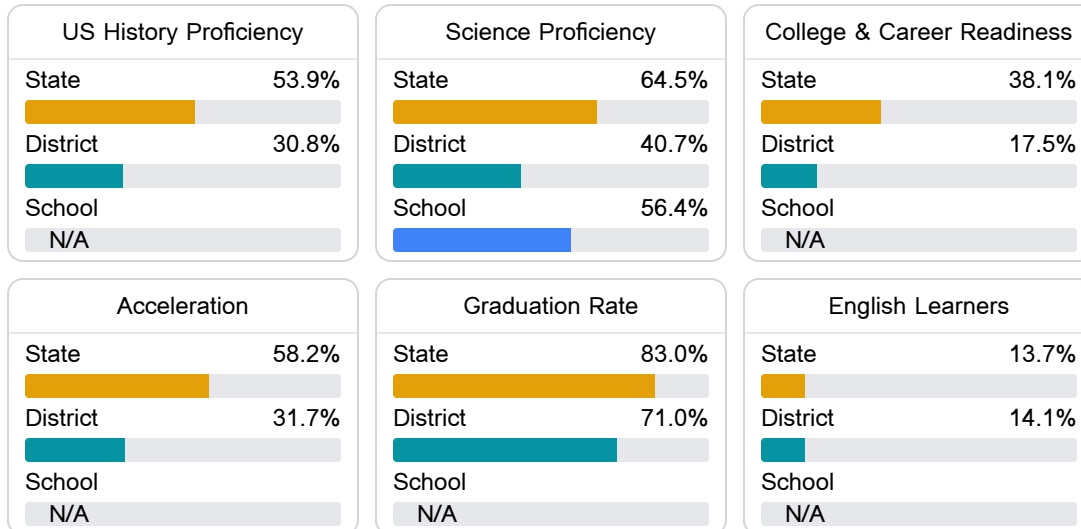 US History Proficiency
State 53.9%
District 30.8%
School
N/A
Science Proficiency
State 64.5%
District 40.7%
School 56.4%
College & Career Readiness
State 38.1%
District 17.5%
School
N/A
Acceleration
State 58.2%
District 31.7%
School
N/A
Graduation Rate
State 83.0%
District 71.0%
School
N/A
English Learners
State 13.7%
District 14.1%
School
N/A